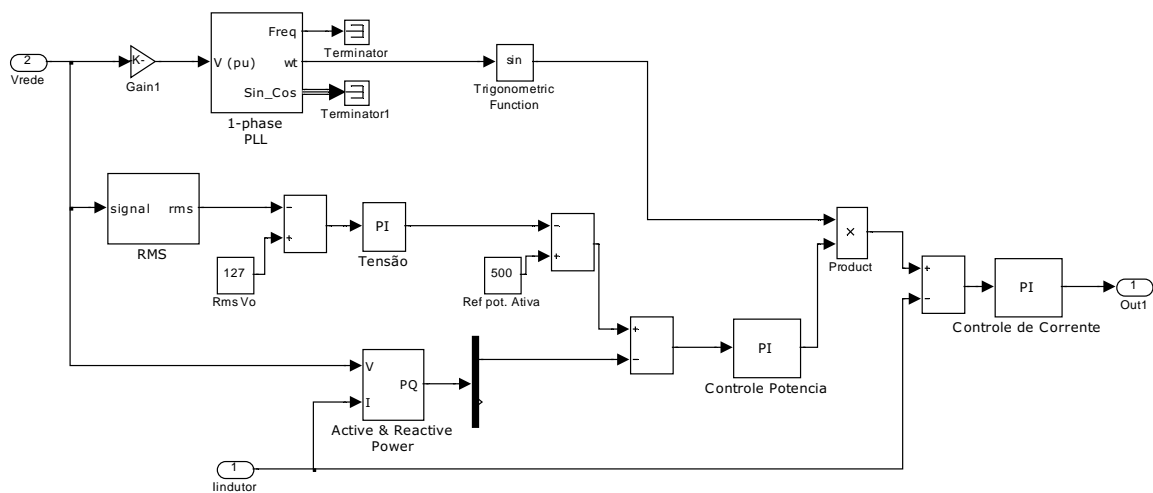 2
Vrede
K-
Gain1
V (pu)
Freq
wt
Sin_Cos
1-phase
PLL
Terminator
Terminator1
sin
Trigonometric
Function
signal
rms
RMS
127
Rms Vo
−
+
PI
Tensão
500
Ref pot. Ativa
−
+
V
I
PQ
Active & Reactive
Power
+
−
PI
Controle Potencia
×
Product
+
−
PI
Controle de Corrente
1
Out1
1
Iindutor